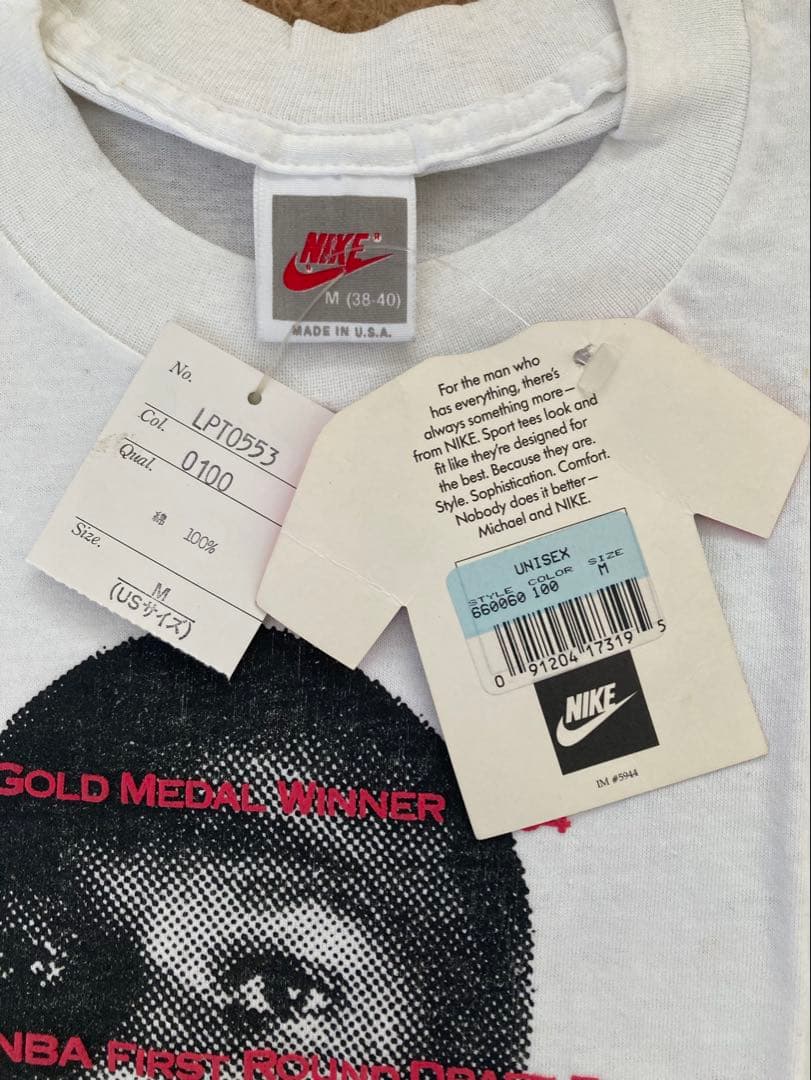 NIKE
M (38-40)
MADE IN U.S.A.
No.
LPT0553
Col.
0100
Qual.
綿 100%
Size.
M
(USサイズ)
For the man who
has everything, there's
always something more—
from NIKE. Sport tees look and
fit like they're designed for
the best. Because they are.
Style. Sophistication. Comfort.
Nobody does it better—
Michael and NIKE.
UNISEX
STYLE COLOR SIZE
660060 100 M
0 91204 17319 5
NIKE
IM #5944
GOLD MEDAL WINNER
NBA FIRST ROUND